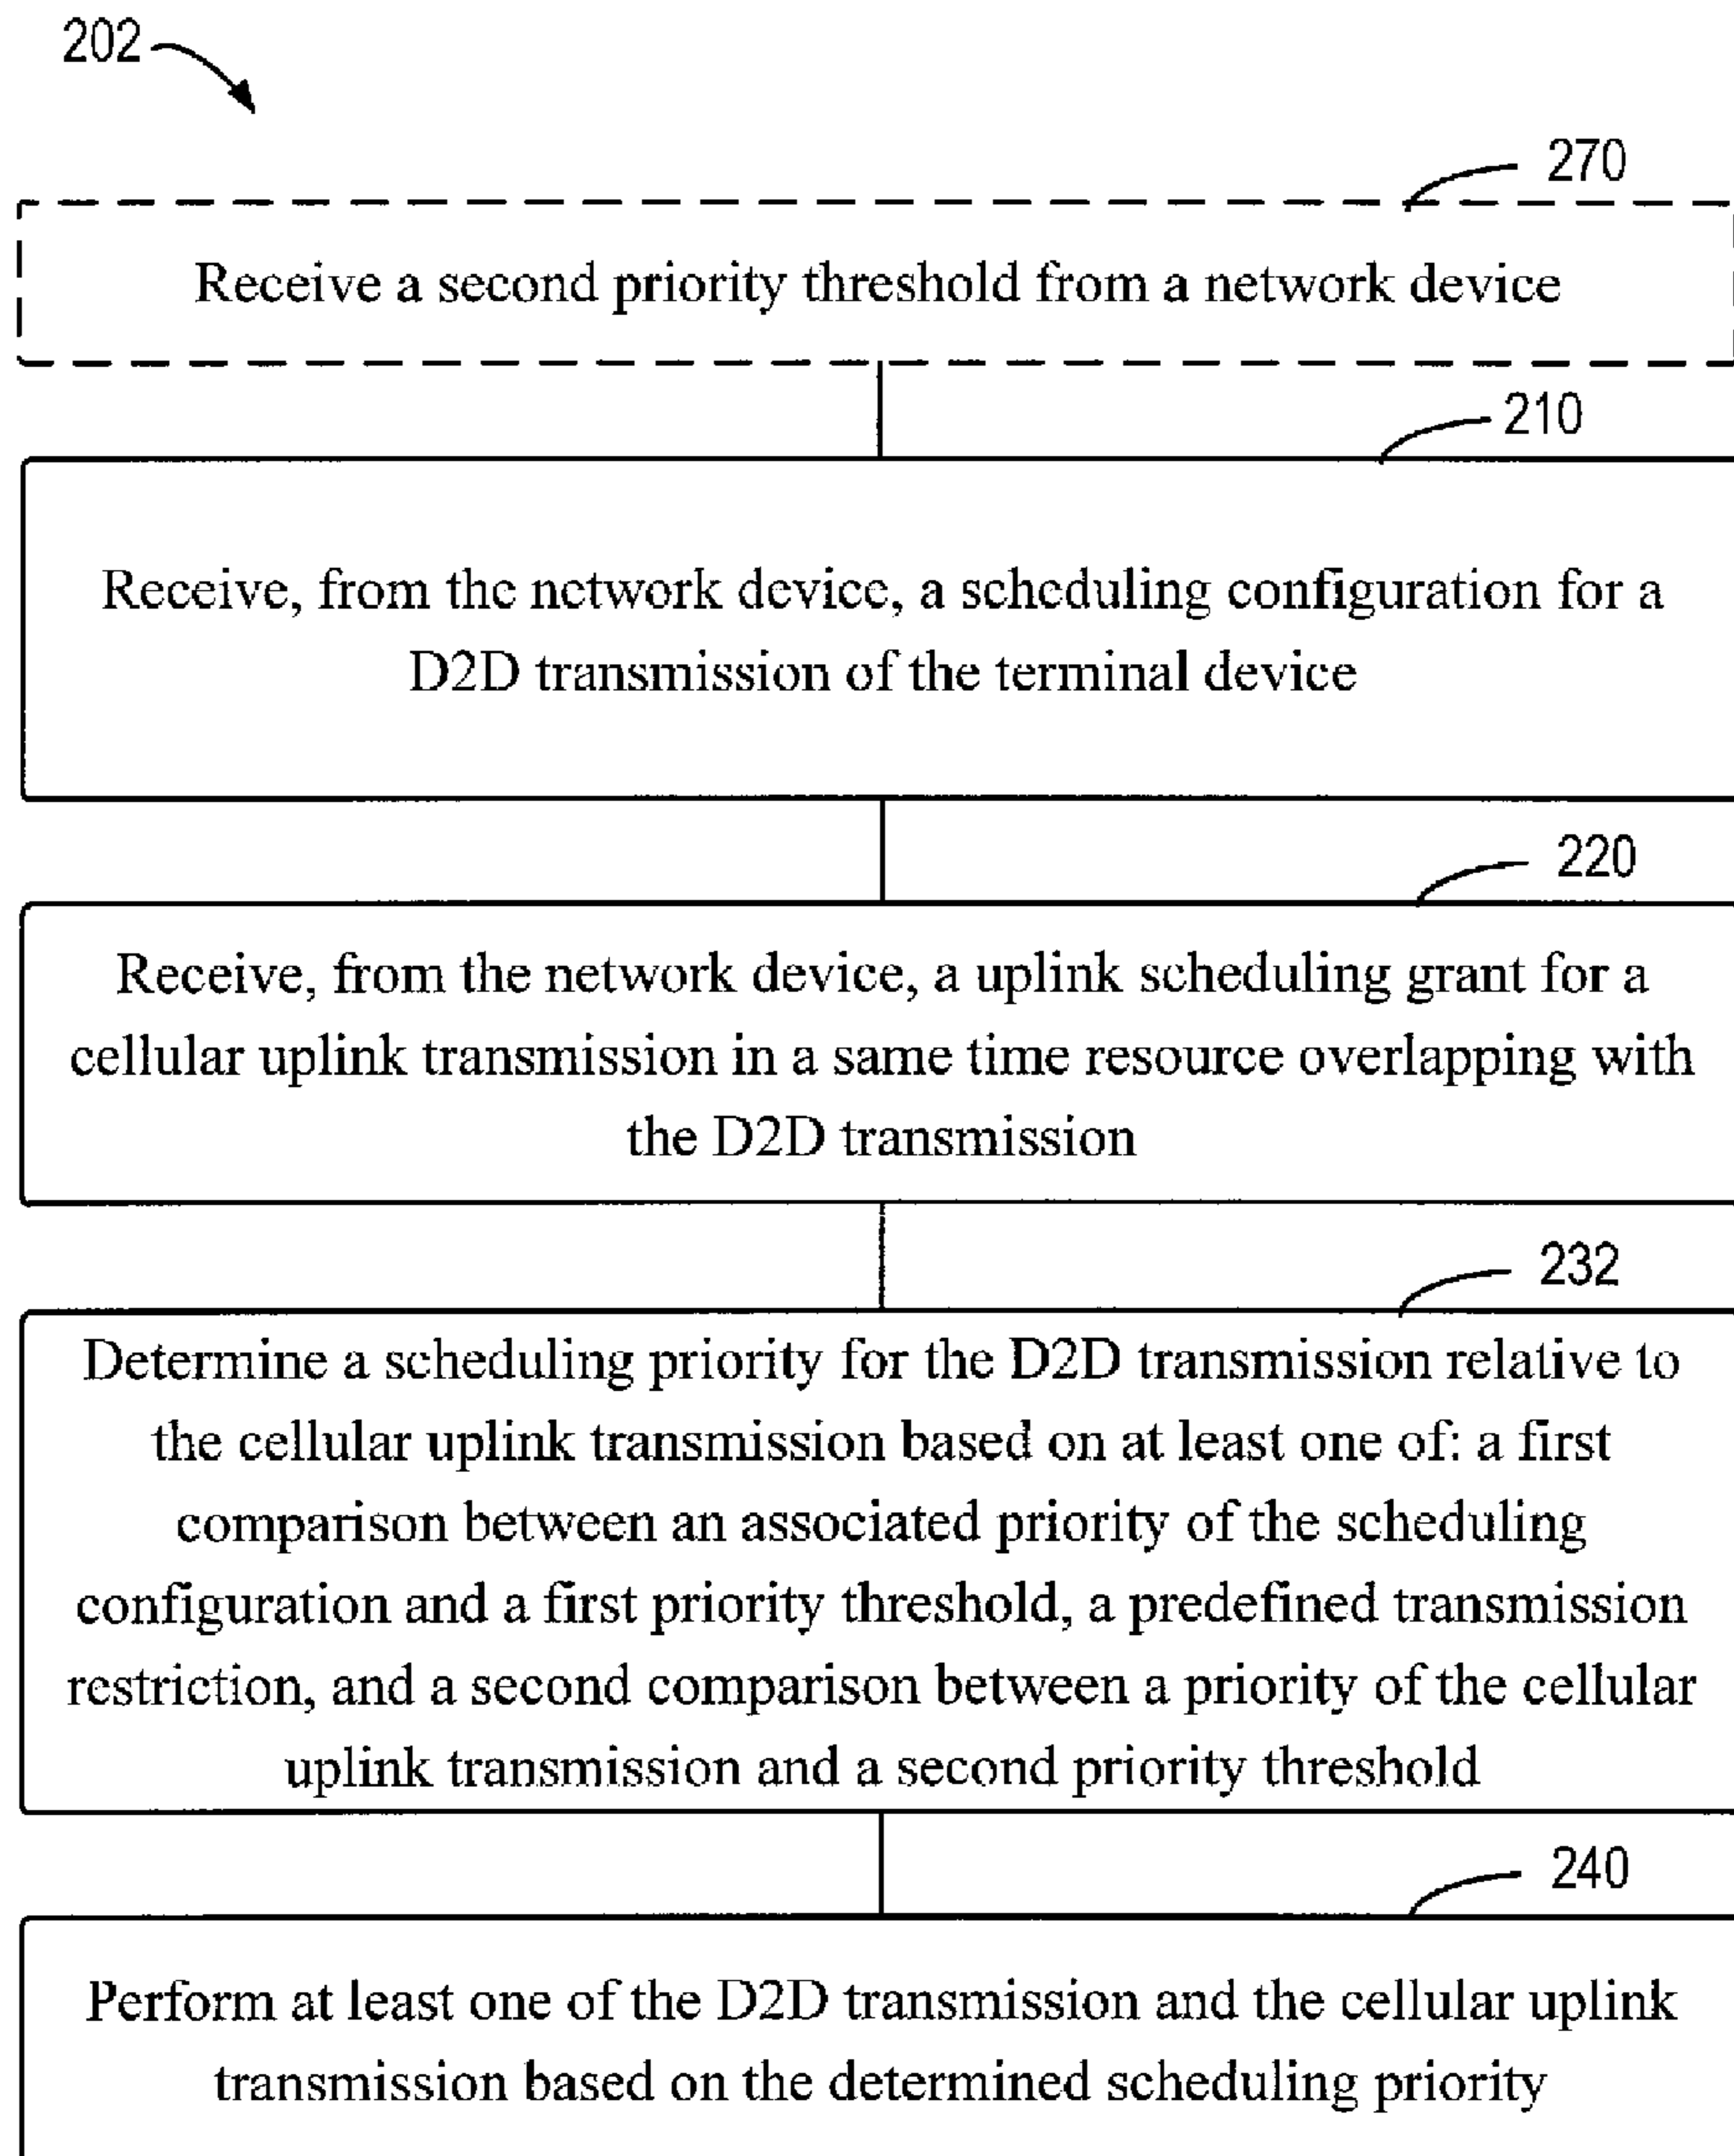 202
270
Receive a second priority threshold from a network device
210
Receive, from the network device, a scheduling configuration for a
D2D transmission of the terminal device
220
Receive, from the network device, a uplink scheduling grant for a
cellular uplink transmission in a same time resource overlapping with
the D2D transmission
232
Determine a scheduling priority for the D2D transmission relative to
the cellular uplink transmission based on at least one of: a first
comparison between an associated priority of the scheduling
configuration and a first priority threshold, a predefined transmission
restriction, and a second comparison between a priority of the cellular
uplink transmission and a second priority threshold
240
Perform at least one of the D2D transmission and the cellular uplink
transmission based on the determined scheduling priority